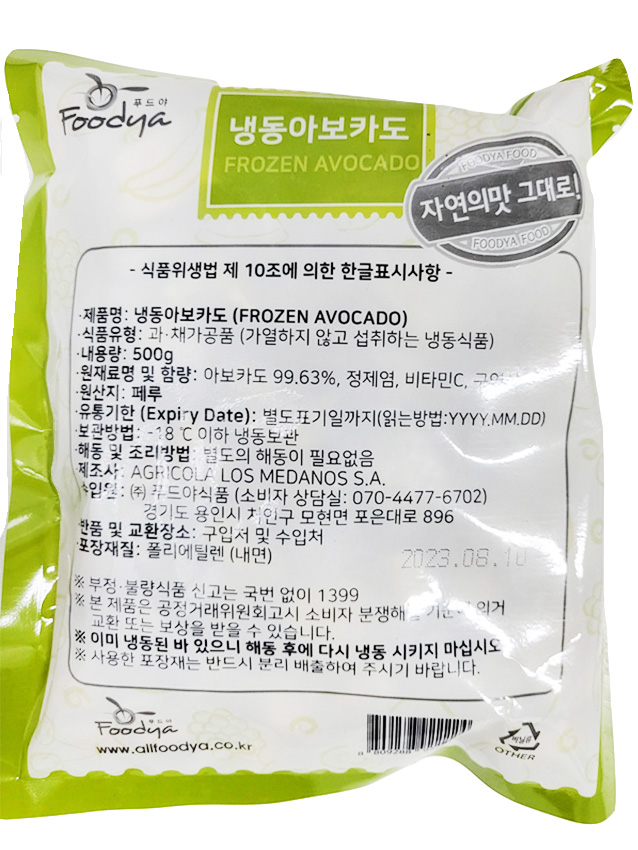 푸드야
Foodya
냉동아보카도
FROZEN AVOCADO
FOODYA FOOD
자연의맛 그대로!
FOODYA FOOD
- 식품위생법 제 10조에 의한 한글표시사항 -
·제품명: 냉동아보카도 (FROZEN AVOCADO)
·식품유형: 과·채가공품 (가열하지 않고 섭취하는 냉동식품)
·내용량: 500g
·원재료명 및 함량: 아보카도 99.63%, 정제염, 비타민C,
·원산지: 페루
·유통기한 (Expiry Date): 별도표기일까지(읽는방법:YYYY.MM.DD)
·보관방법: -18 ℃ 이하 냉동보관
·해동 및 조리방법: 별도의 해동이 필요없음
·제조사: AGRICOLA LOS MEDANOS S.A.
수입원: ㈜ 푸드야식품 (소비자 상담실: 070-4477-6702)
경기도 용인시 처인구 모현면 포은대로 896
·반품 및 교환장소: 구입처 및 수입처
·포장재질: 폴리에틸렌 (내면)
2023.08.10
※ 부정·불량식품 신고는 국번 없이 1399
※ 본 제품은 공정거래위원회고시 소비자 분쟁해결 기준에 의거
교환 또는 보상을 받을 수 있습니다.
※ 이미 냉동된 바 있으니 해동 후에 다시 냉동 시키지 마십시오
※ 사용한 포장재는 반드시 분리 배출하여 주시기 바랍니다.
푸드야
Foodya
www.allfoodya.co.kr
8 809288
비닐류
OTHER